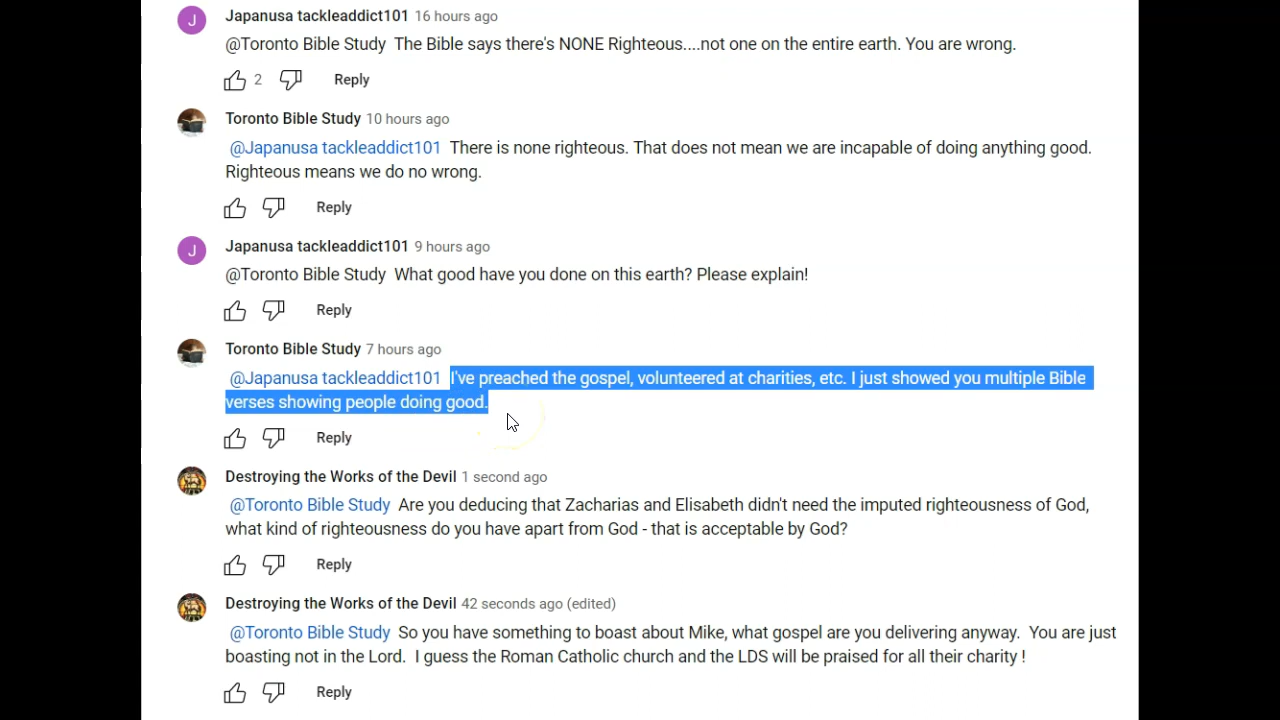 J
Japanusa tackleaddict101 16 hours ago
@Toronto Bible Study The Bible says there's NONE Righteous....not one on the entire earth. You are wrong.
2 Reply
Toronto Bible Study 10 hours ago
@Japanusa tackleaddict101 There is none righteous. That does not mean we are incapable of doing anything good.
Righteous means we do no wrong.
Reply
J
Japanusa tackleaddict101 9 hours ago
@Toronto Bible Study What good have you done on this earth? Please explain!
Reply
Toronto Bible Study 7 hours ago
@Japanusa tackleaddict101 I've preached the gospel, volunteered at charities, etc. I just showed you multiple Bible
verses showing people doing good.
Reply
Destroying the Works of the Devil 1 second ago
@Toronto Bible Study Are you deducing that Zacharias and Elisabeth didn't need the imputed righteousness of God,
what kind of righteousness do you have apart from God - that is acceptable by God?
Reply
Destroying the Works of the Devil 42 seconds ago (edited)
@Toronto Bible Study So you have something to boast about Mike, what gospel are you delivering anyway. You are just
boasting not in the Lord. I guess the Roman Catholic church and the LDS will be praised for all their charity !
Reply